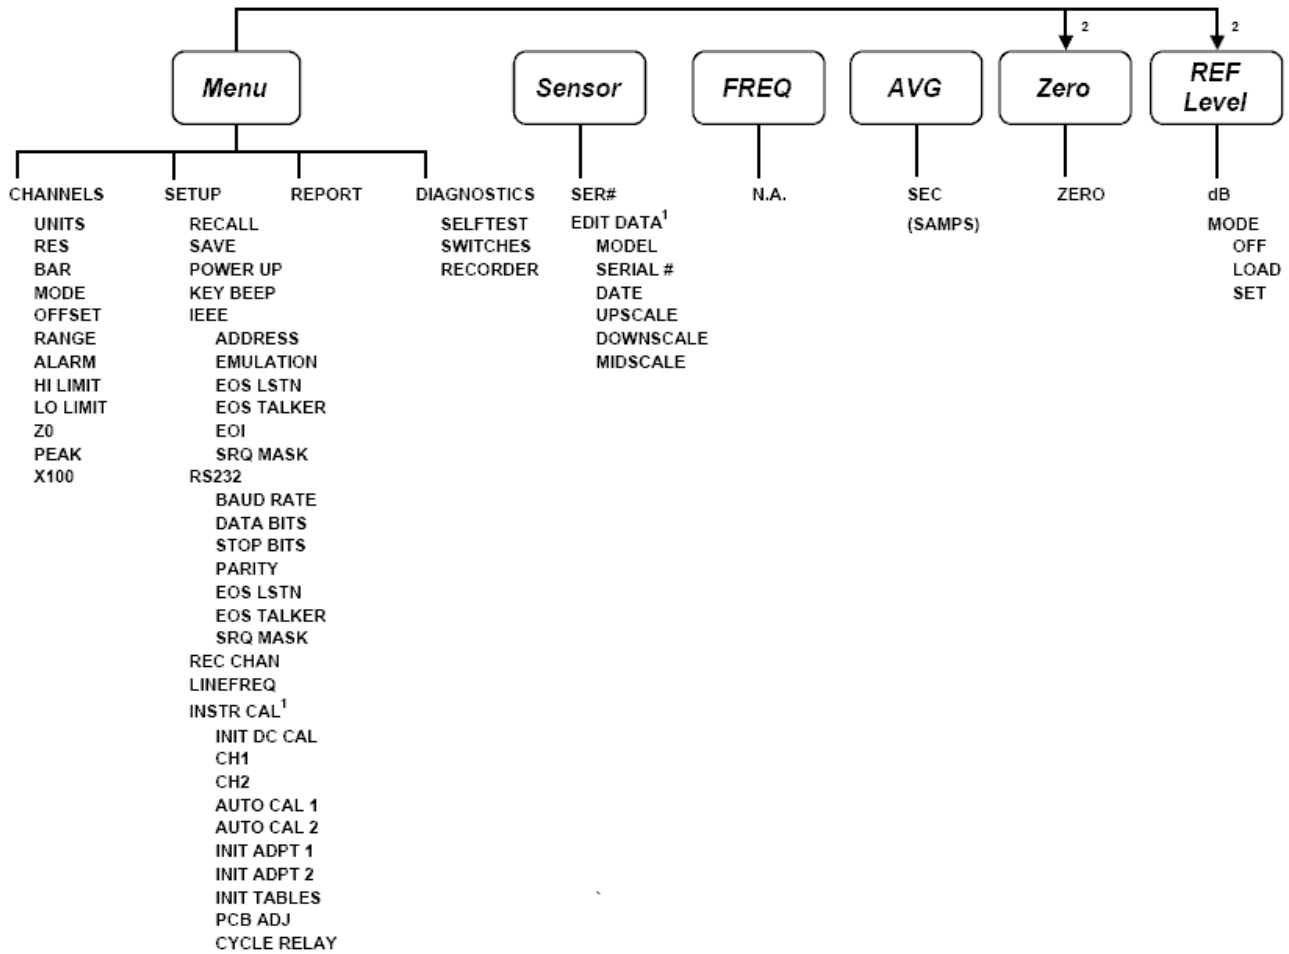 2
2
Menu
Sensor
FREQ
AVG
Zero
REF
Level
CHANNELS
UNITS
RES
BAR
MODE
OFFSET
RANGE
ALARM
HI LIMIT
LO LIMIT
Z0
PEAK
X100
SETUP
RECALL
SAVE
POWER UP
KEY BEEP
IEEE
ADDRESS
EMULATION
EOS LSTN
EOS TALKER
EOI
SRQ MASK
RS232
BAUD RATE
DATA BITS
STOP BITS
PARITY
EOS LSTN
EOS TALKER
SRQ MASK
REC CHAN
LINEFREQ
INSTR CAL1
INIT DC CAL
CH1
CH2
AUTO CAL 1
AUTO CAL 2
INIT ADPT 1
INIT ADPT 2
INIT TABLES
PCB ADJ
CYCLE RELAY
REPORT
DIAGNOSTICS
SELFTEST
SWITCHES
RECORDER
SER#
EDIT DATA1
MODEL
SERIAL #
DATE
UPSCALE
DOWNSCALE
MIDSCALE
N.A.
SEC
(SAMPS)
ZERO
dB
MODE
OFF
LOAD
SET